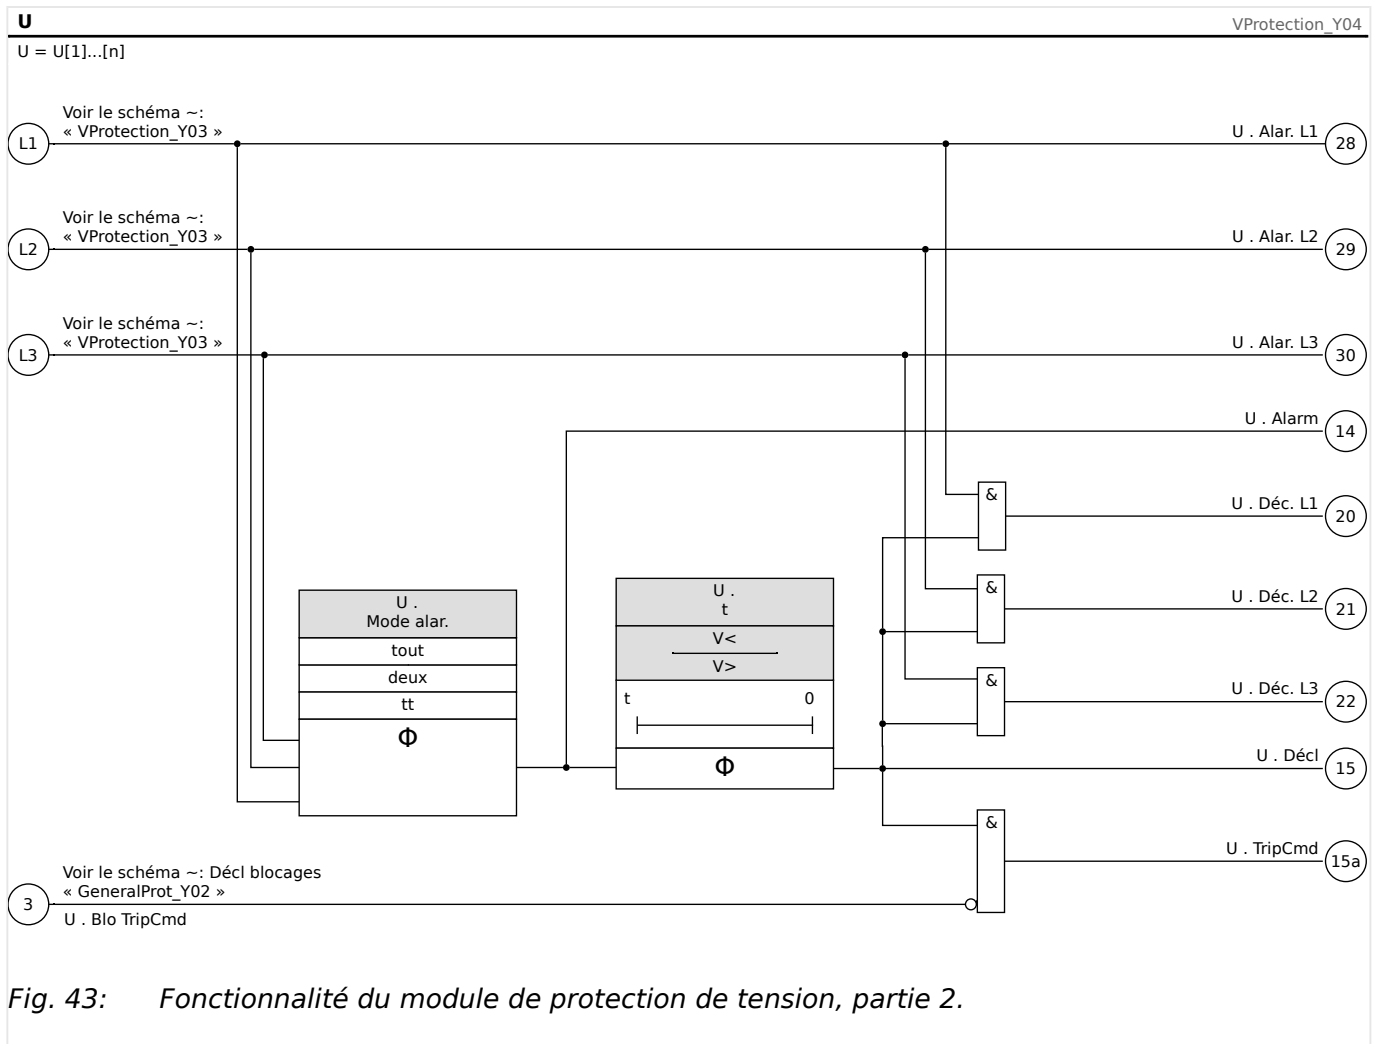 U
VProtection_Y04
U = U[1]...[n]
Voir le schéma ~:
« VProtection_Y03 »
L1
U . Alar. L1
28
Voir le schéma ~:
« VProtection_Y03 »
L2
U . Alar. L2
29
Voir le schéma ~:
« VProtection_Y03 »
L3
U . Alar. L3
30
U . Alarm
14
&
U . Déc. L1
20
&
U . Déc. L2
21
&
U . Déc. L3
22
U .
Mode alar.
tout
deux
tt
Φ
U .
t
V<
V>
t 0
Φ
U . Décl
15
&
U . TripCmd
15a
Voir le schéma ~: Décl blocages
« GeneralProt_Y02 »
3
U . Blo TripCmd
Fig. 43: Fonctionnalité du module de protection de tension, partie 2.